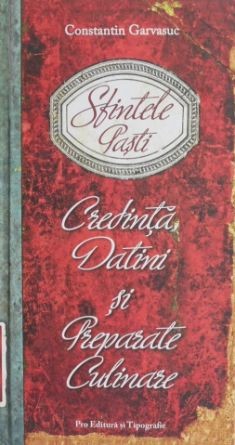 Constantin Garvasuc
Sfintele
Paști
Credință,
Datini
și
Preparate
Culinare
Pro Editură și Tipografie